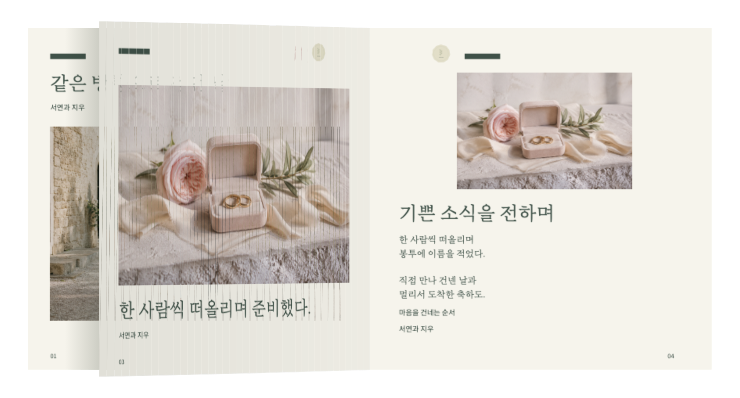 같은
서연과 지우
01
한 사람씩 떠올리며 준비했다.
서연과 지우
03
기쁜 소식을 전하며
한 사람씩 떠올리며
봉투에 이름을 적었다.
직접 만나 건넨 날과
멀리서 도착한 축하도.
마음을 건네는 순서
서연과 지우
04